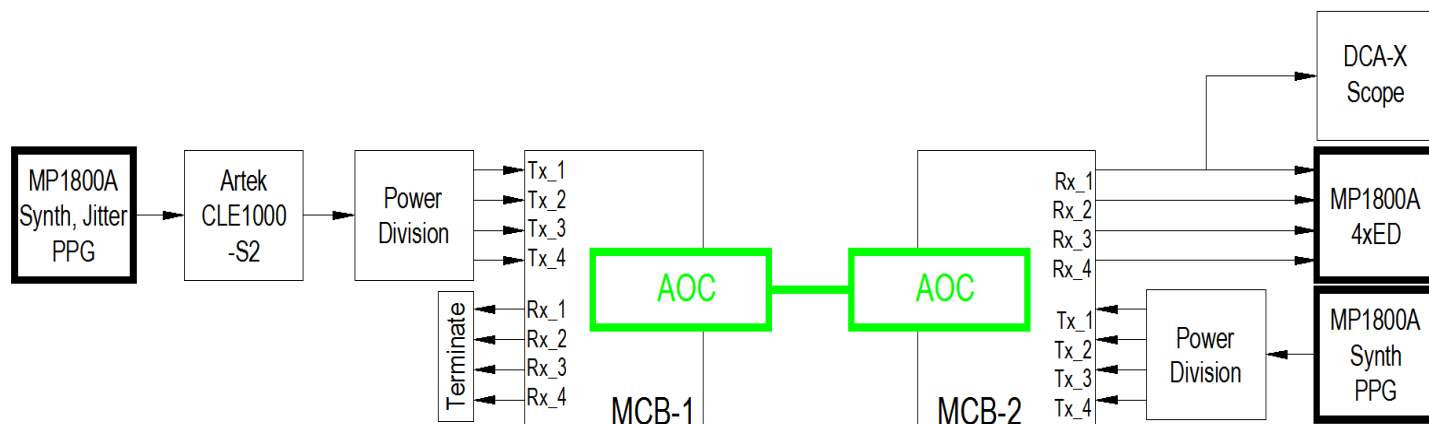 DCA-X
Scope
MP1800A
Synth, Jitter
PPG
Artek
CLE1000
-S2
Power
Division
Tx_1
Tx_2
Tx_3
Tx_4
Terminate
Rx_1
Rx_2
Rx_3
Rx_4
AOC
MCB-1
AOC
MCB-2
Rx_1
Rx_2
Rx_3
Rx_4
Tx_1
Tx_2
Tx_3
Tx_4
MP1800A
4xED
Power
Division
MP1800A
Synth
PPG